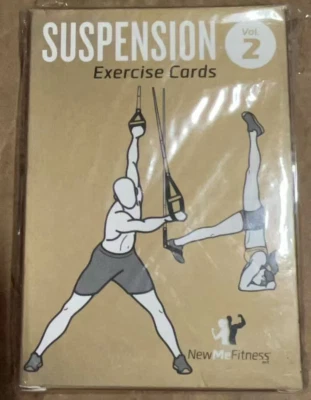 SUSPENSION
Vol.
2
Exercise Cards
NewMeFitness